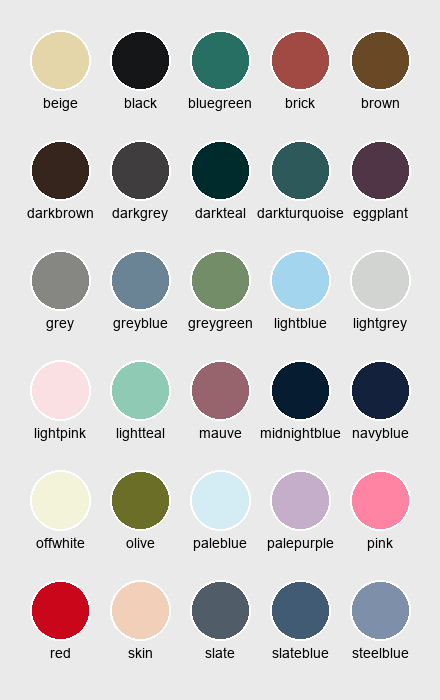 beige black bluegreen brick brown
darkbrown darkgrey darkteal darkturquoise eggplant
grey greyblue greygreen lightblue lightgrey
lightpink lightteal mauve midnightblue navyblue
offwhite olive paleblue palepurple pink
red skin slate slateblue steelblue